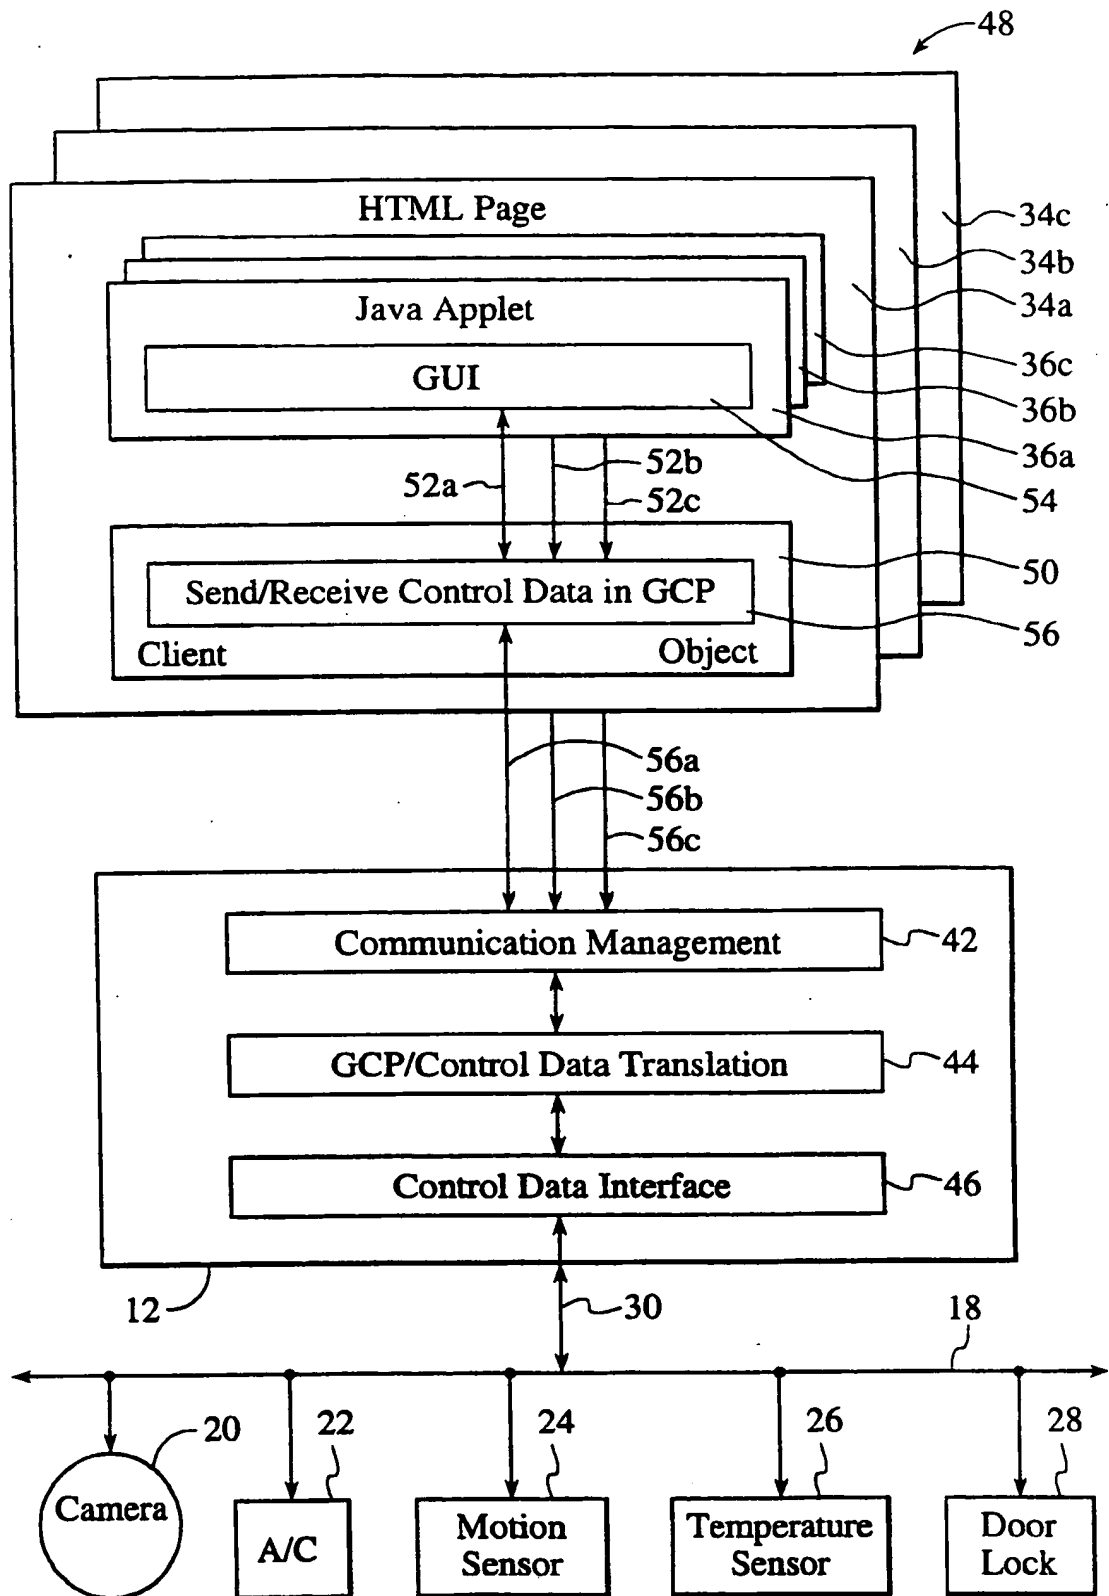 48
HTML Page
34c
34b
34a
Java Applet
36c
GUI
36b
36a
52b
52a
52c
54
50
Send/Receive Control Data in GCP
56
Client Object
56a
56b
56c
Communication Management
42
GCP/Control Data Translation
44
Control Data Interface
46
12
30
18
20
22
24
26
28
Camera
A/C
Motion
Sensor
Temperature
Sensor
Door
Lock